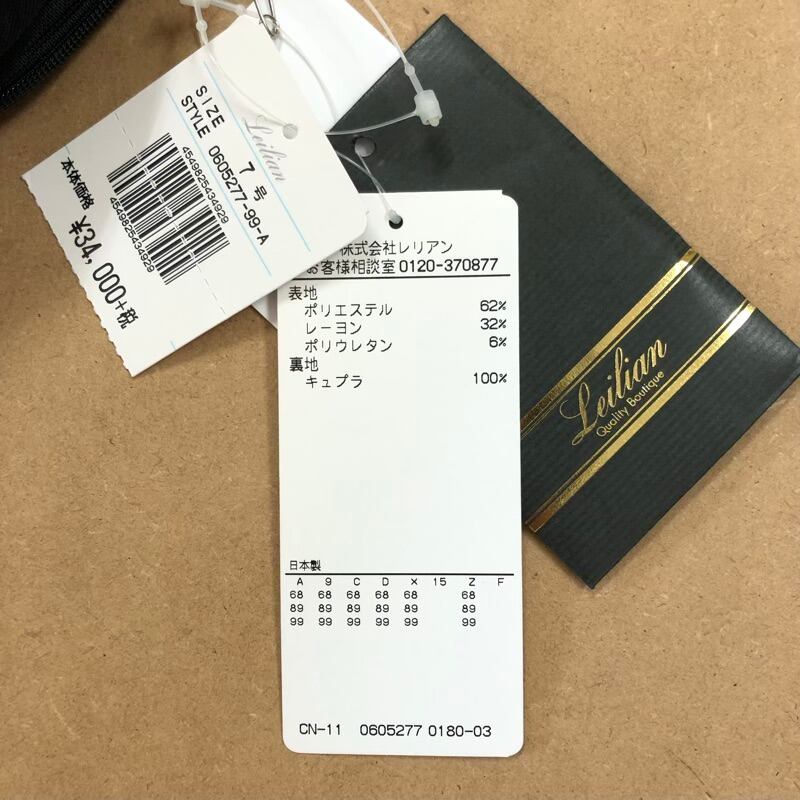 Leilian
SIZE 7号
STYLE 0605277-99-A
4549825434929
4549825434929
本体価格 ¥34,000+税
株式会社レリアン
お客様相談室 0120-370877
表地
ポリエステル 62%
レーヨン 32%
ポリウレタン 6%
裏地
キュプラ 100%
日本製
A 9 C D X 15 Z F
68 68 68 68 68 68
89 89 89 89 89 89
99 99 99 99 99 99
CN-11 0605277 0180-03
Leilian
Quality Boutique